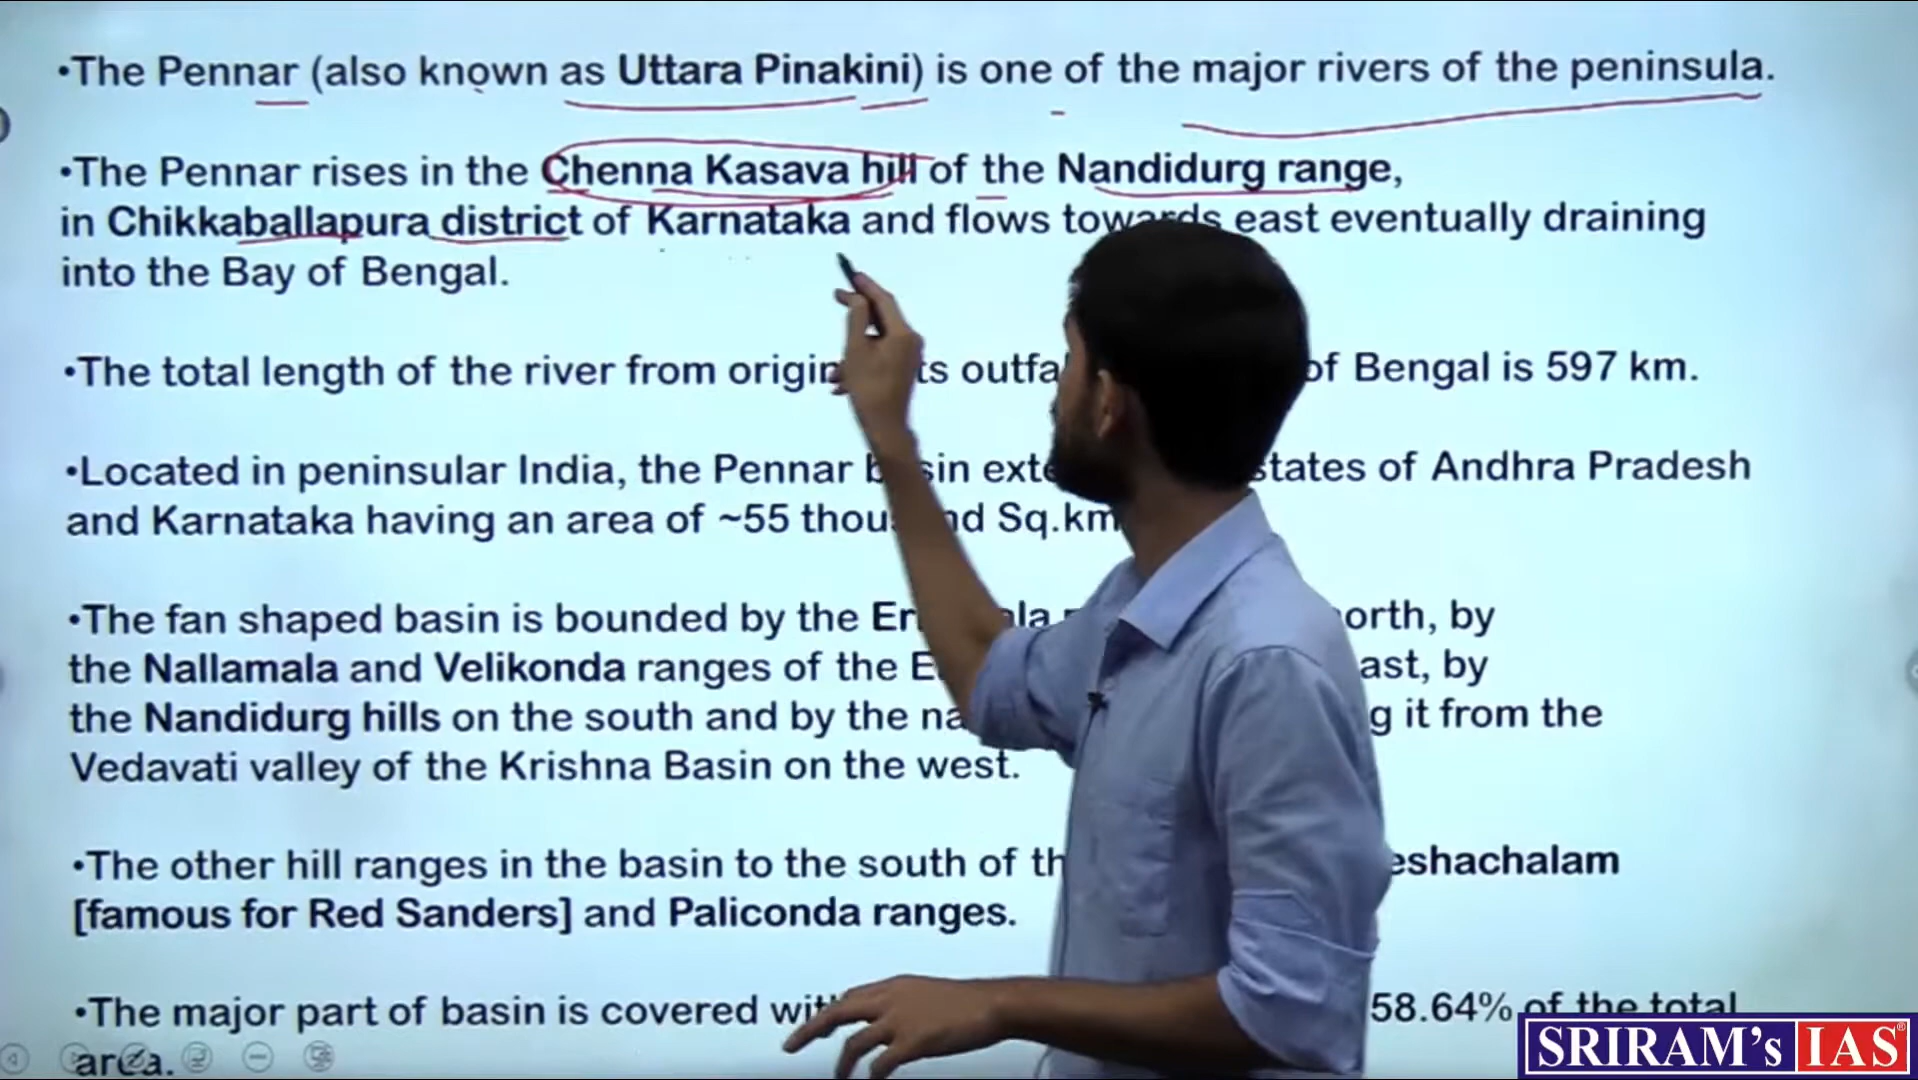 •The Pennar (also known as Uttara Pinakini) is one of the major rivers of the peninsula.
•The Pennar rises in the Chenna Kasava hill of the Nandidurg range,
in Chikkaballapura district of Karnataka and flows towards east eventually draining
into the Bay of Bengal.
•The total length of the river from origin of Bengal is 597 km.
•Located in peninsular India, the Pennar states of Andhra Pradesh
and Karnataka having an area of ~55 thousand Sq.km
•The fan shaped basin is bounded by the by
the Nallamala and Velikonda ranges of the by
the Nandidurg hills on the south and by the it from the
Vedavati valley of the Krishna Basin on the west.
•The other hill ranges in the basin to the south of
[famous for Red Sanders] and Paliconda ranges.
•The major part of basin is covered 58.64% of the total
area.
SRIRAM's IAS